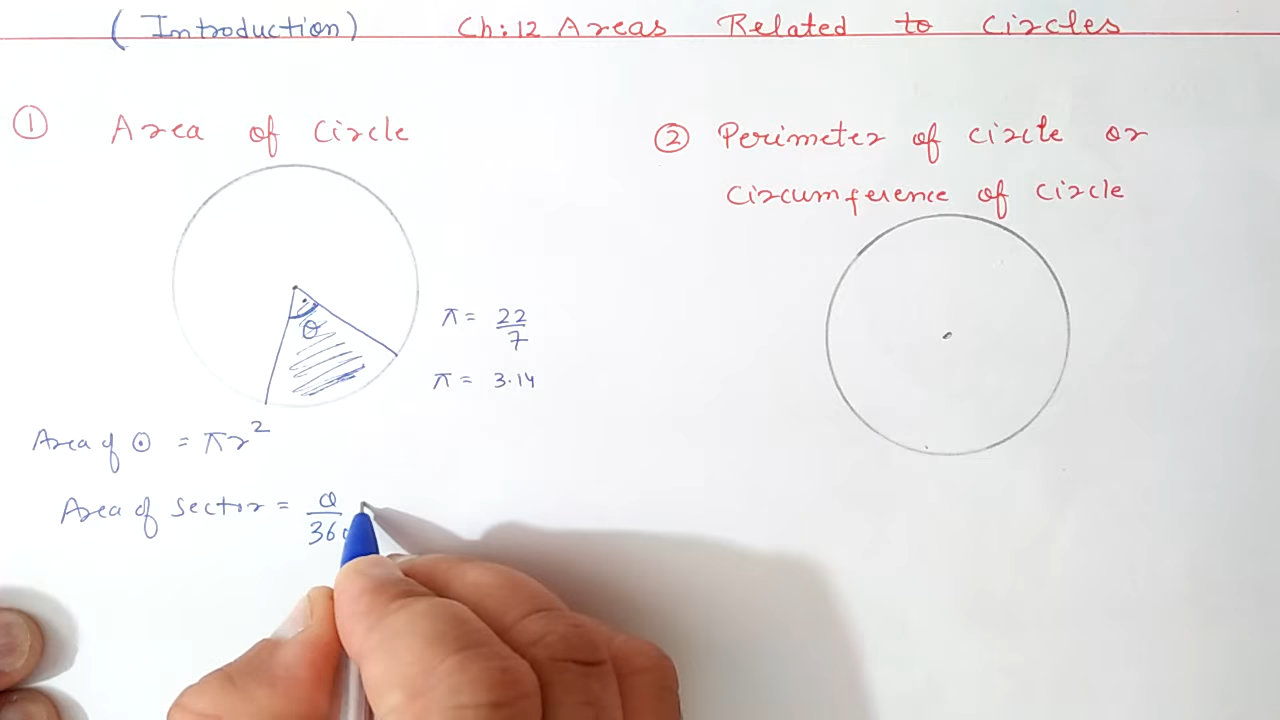 (Introduction) Ch:12 Areas Related to Circles
① Area of Circle
② Perimeter of circle or
Circumference of circle
θ
π = 22/7
π = 3.14
Area of ⊙ = πr²
Area of sector = θ/360